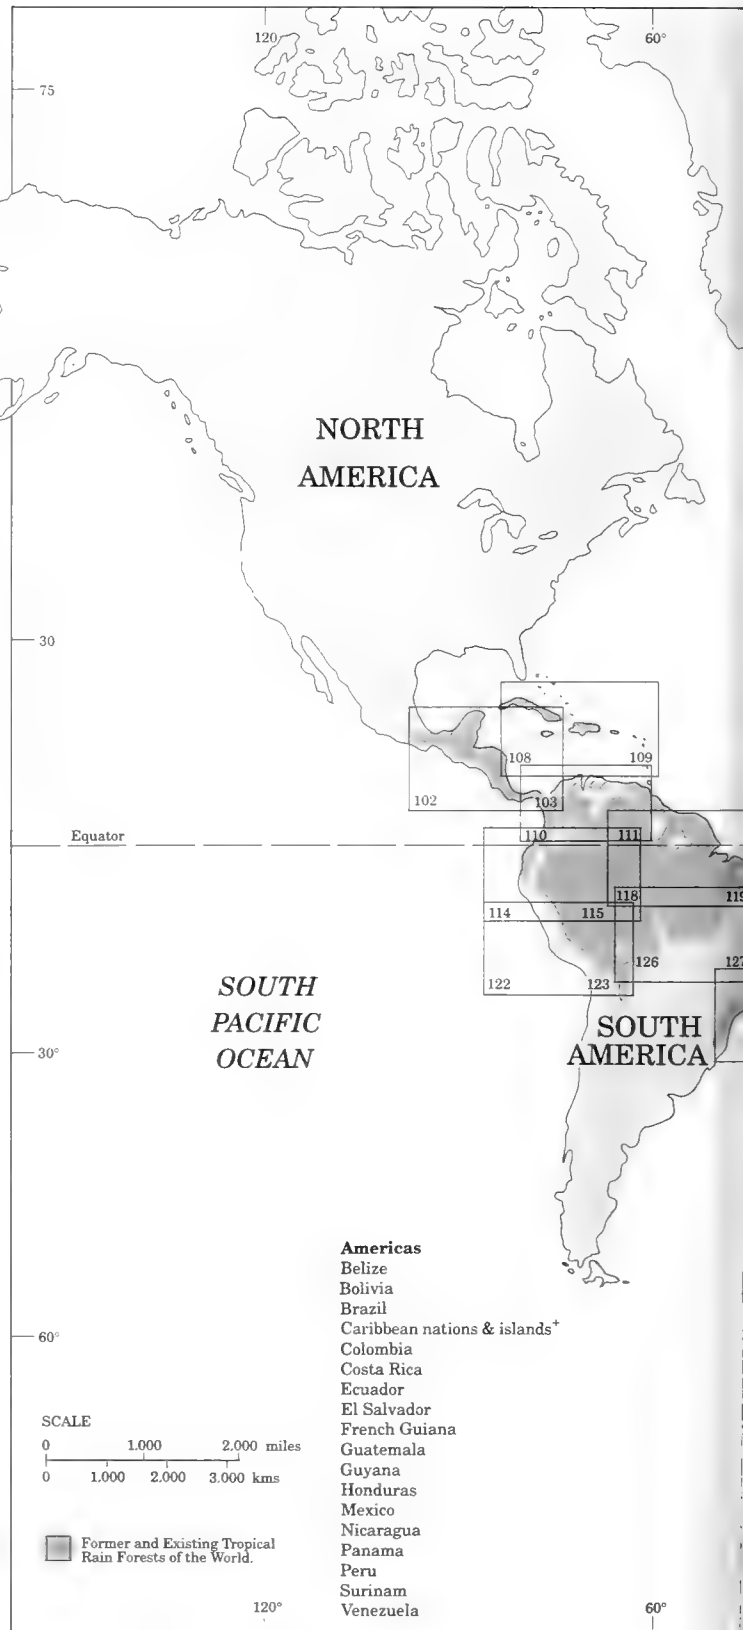 120
60°
75
NORTH
AMERICA
30
108
109
102
103
Equator
110
111
118
119
114
115
126
127
122
123
SOUTH
PACIFIC
OCEAN
SOUTH
AMERICA
30°
Americas
Belize
Bolivia
Brazil
Caribbean nations & islands+
Colombia
Costa Rica
Ecuador
El Salvador
French Guiana
Guatemala
Guyana
Honduras
Mexico
Nicaragua
Panama
Peru
Surinam
Venezuela
60°
SCALE
0 1.000 2.000 miles
0 1.000 2.000 3.000 kms
Former and Existing Tropical
Rain Forests of the World.
120°
60°